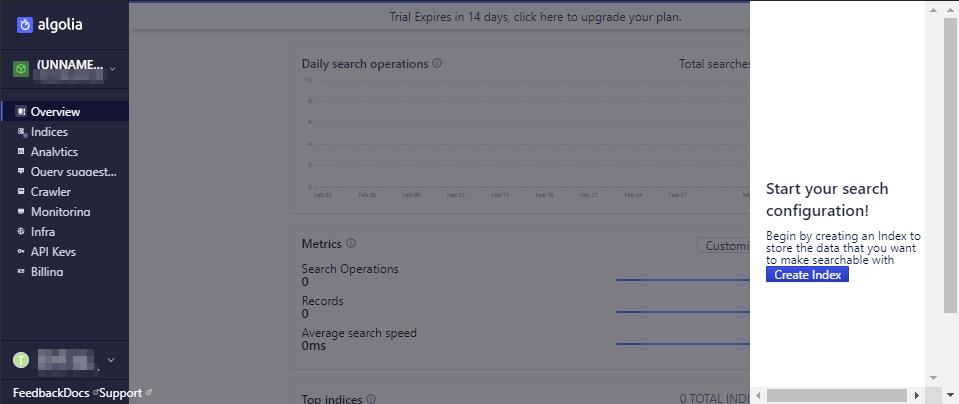 algolia
Trial Expires in 14 days, click here to upgrade your plan.
(UNNAME...
Overview
Indices
Analytics
Query suggest...
Crawler
Monitoring
Infra
API Keys
Billing
T
FeedbackDocs Support
Daily search operations
Total searches
10
8
6
4
2
0
Feb 03 Feb 06 Feb 09 Feb 12 Feb 15 Feb 18 Feb 21 Feb 24 Feb 27
Metrics
Customi
Search Operations
0
Records
0
Average search speed
0ms
Top indices
0 TOTAL INDI
Start your search
configuration!
Begin by creating an Index to
store the data that you want
to make searchable with
Create Index